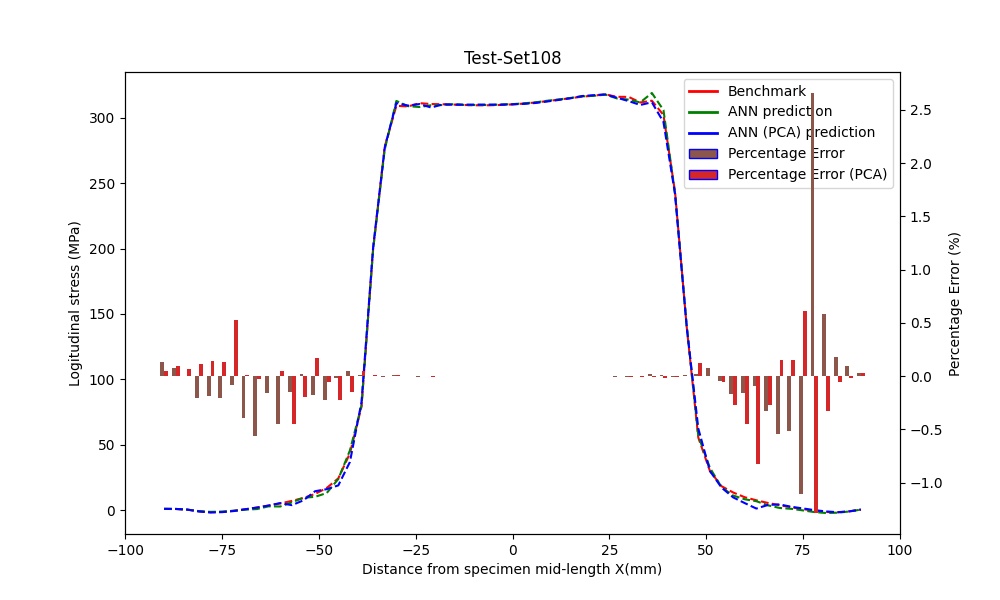 Test-Set108
Benchmark
ANN prediction
ANN (PCA) prediction
Percentage Error
Percentage Error (PCA)
Logitudinal stress (MPa)
300
250
200
150
100
50
0
2.5
2.0
1.5
1.0
0.5
0.0
−0.5
−1.0
Percentage Error (%)
−100 −75 −50 −25 0 25 50 75 100
Distance from specimen mid-length X(mm)